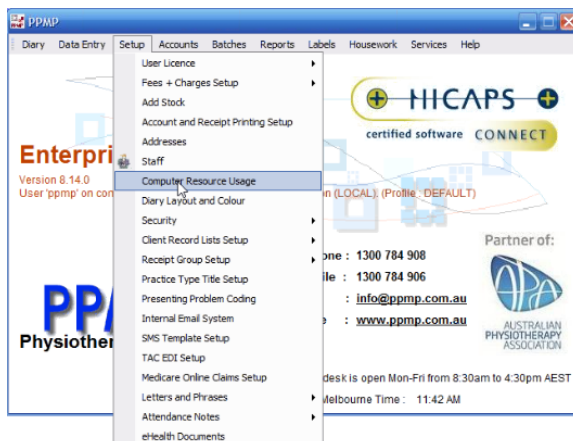 PPMP
Diary Data Entry Setup Accounts Batches Reports Labels Housework Services Help
User Licence
Fees + Charges Setup
Add Stock
Account and Receipt Printing Setup
Addresses
Staff
Computer Resource Usage
Diary Layout and Colour
Security
Client Record Lists Setup
Receipt Group Setup
Practice Type Title Setup
Presenting Problem Coding
Internal Email System
SMS Template Setup
TAC EDI Setup
Medicare Online Claims Setup
Letters and Phrases
Attendance Notes
eHealth Documents
HICAPS
certified software CONNECT
Enterpri
Version 8.14.0
User 'ppmp' on con
on (LOCAL); (Profile : DEFAULT)
one : 1300 784 908
ile : 1300 784 906
: info@ppmp.com.au
: www.ppmp.com.au
Partner of:
APA
AUSTRALIAN
PHYSIOTHERAPY
ASSOCIATION
PPM
Physiother
desk is open Mon-Fri from 8:30am to 4:30pm AEST
Melbourne Time : 11:42 AM